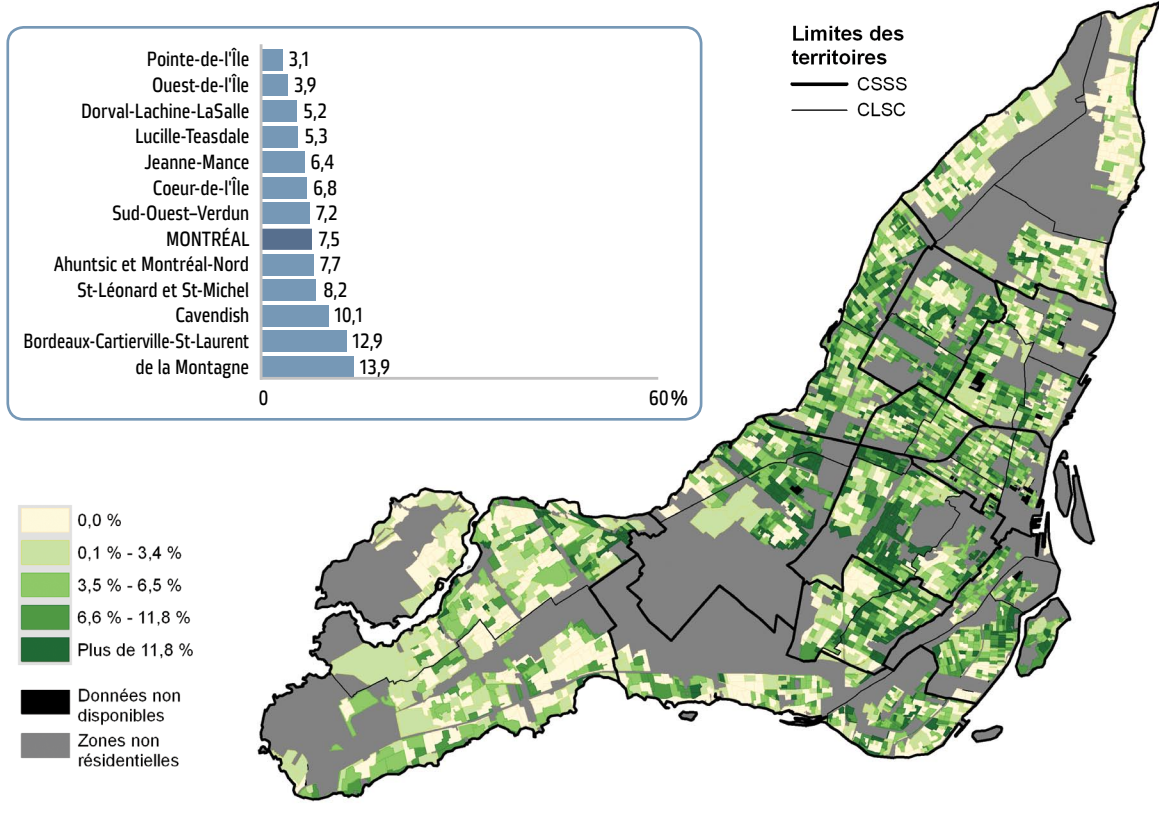 Pointe-de-l'Île 3,1
Ouest-de-l'Île 3,9
Dorval-Lachine-LaSalle 5,2
Lucille-Teasdale 5,3
Jeanne-Mance 6,4
Coeur-de-l'Île 6,8
Sud-Ouest–Verdun 7,2
MONTRÉAL 7,5
Ahuntsic et Montréal-Nord 7,7
St-Léonard et St-Michel 8,2
Cavendish 10,1
Bordeaux-Cartierville-St-Laurent 12,9
de la Montagne 13,9
0 60%
Limites des
territoires
CSSS
CLSC
0,0 %
0,1 % - 3,4 %
3,5 % - 6,5 %
6,6 % - 11,8 %
Plus de 11,8 %
Données non
disponibles
Zones non
résidentielles